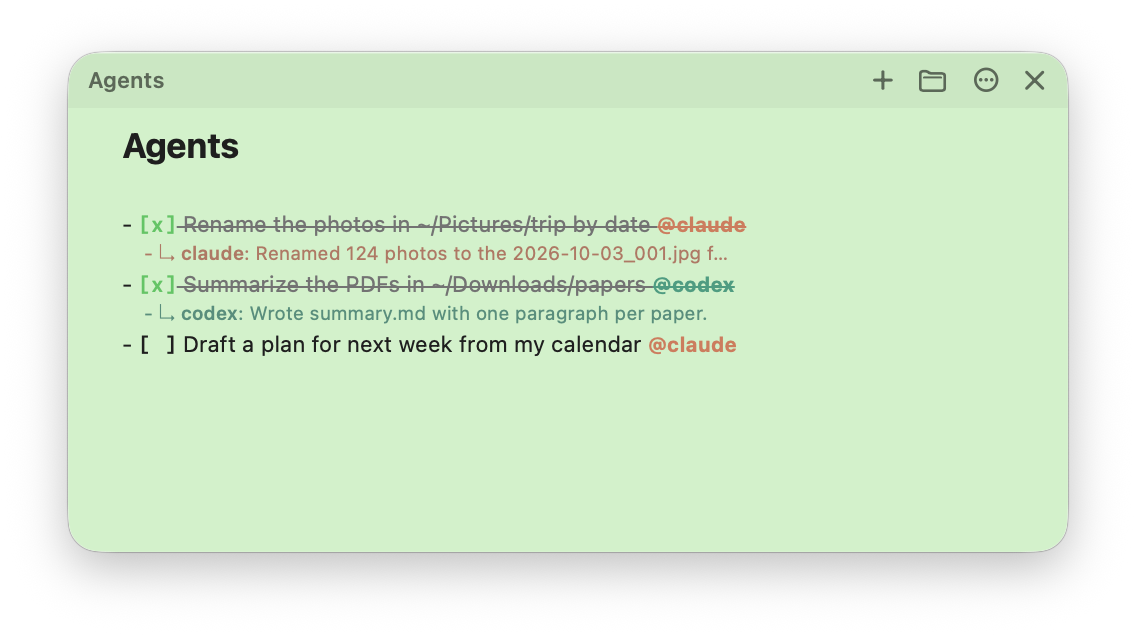 Agents
Agents
- [x] Rename the photos in ~/Pictures/trip by date @claude
- ↳ claude: Renamed 124 photos to the 2026-10-03_001.jpg f…
- [x] Summarize the PDFs in ~/Downloads/papers @codex
- ↳ codex: Wrote summary.md with one paragraph per paper.
- [ ] Draft a plan for next week from my calendar @claude